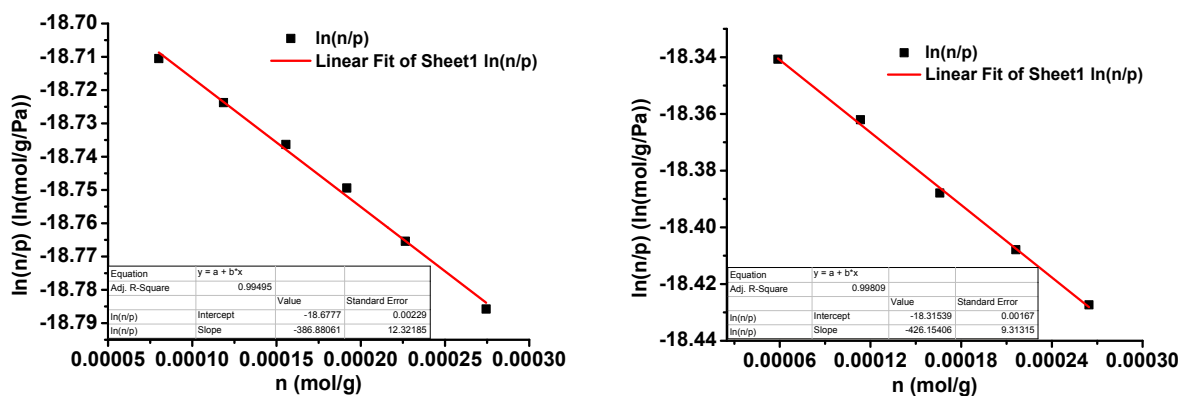 -18.70
-18.71
-18.72
-18.73
-18.74
-18.75
-18.76
-18.77
-18.78
-18.79
ln(n/p) (ln(mol/g/Pa))
ln(n/p)
Linear Fit of Sheet1 ln(n/p)
Equation y = a + b*x
Adj. R-Square 0.99495
Value Standard Error
ln(n/p) Intercept -18.6777 0.00229
ln(n/p) Slope -386.88061 12.32185
0.00005 0.00010 0.00015 0.00020 0.00025 0.00030
n (mol/g)
-18.34
-18.36
-18.38
-18.40
-18.42
-18.44
ln(n/p) (ln(mol/g/Pa))
ln(n/p)
Linear Fit of Sheet1 ln(n/p)
Equation y = a + b*x
Adj. R-Square 0.99809
Value Standard Error
ln(n/p) Intercept -18.31539 0.00167
ln(n/p) Slope -426.15406 9.31315
0.00006 0.00012 0.00018 0.00024 0.00030
n (mol/g)